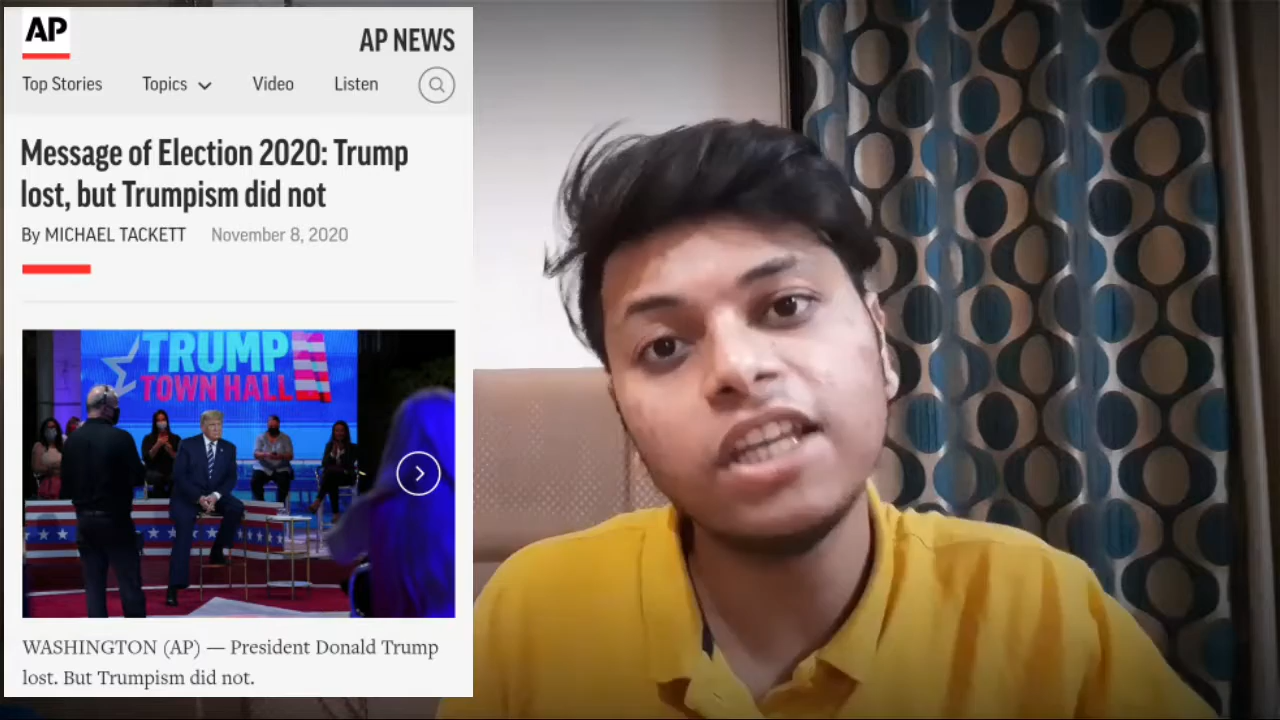 AP
AP NEWS
Top Stories Topics Video Listen
Message of Election 2020: Trump
lost, but Trumpism did not
By MICHAEL TACKETT November 8, 2020
TRUMP
TOWN HALL
WASHINGTON (AP) — President Donald Trump
lost. But Trumpism did not.